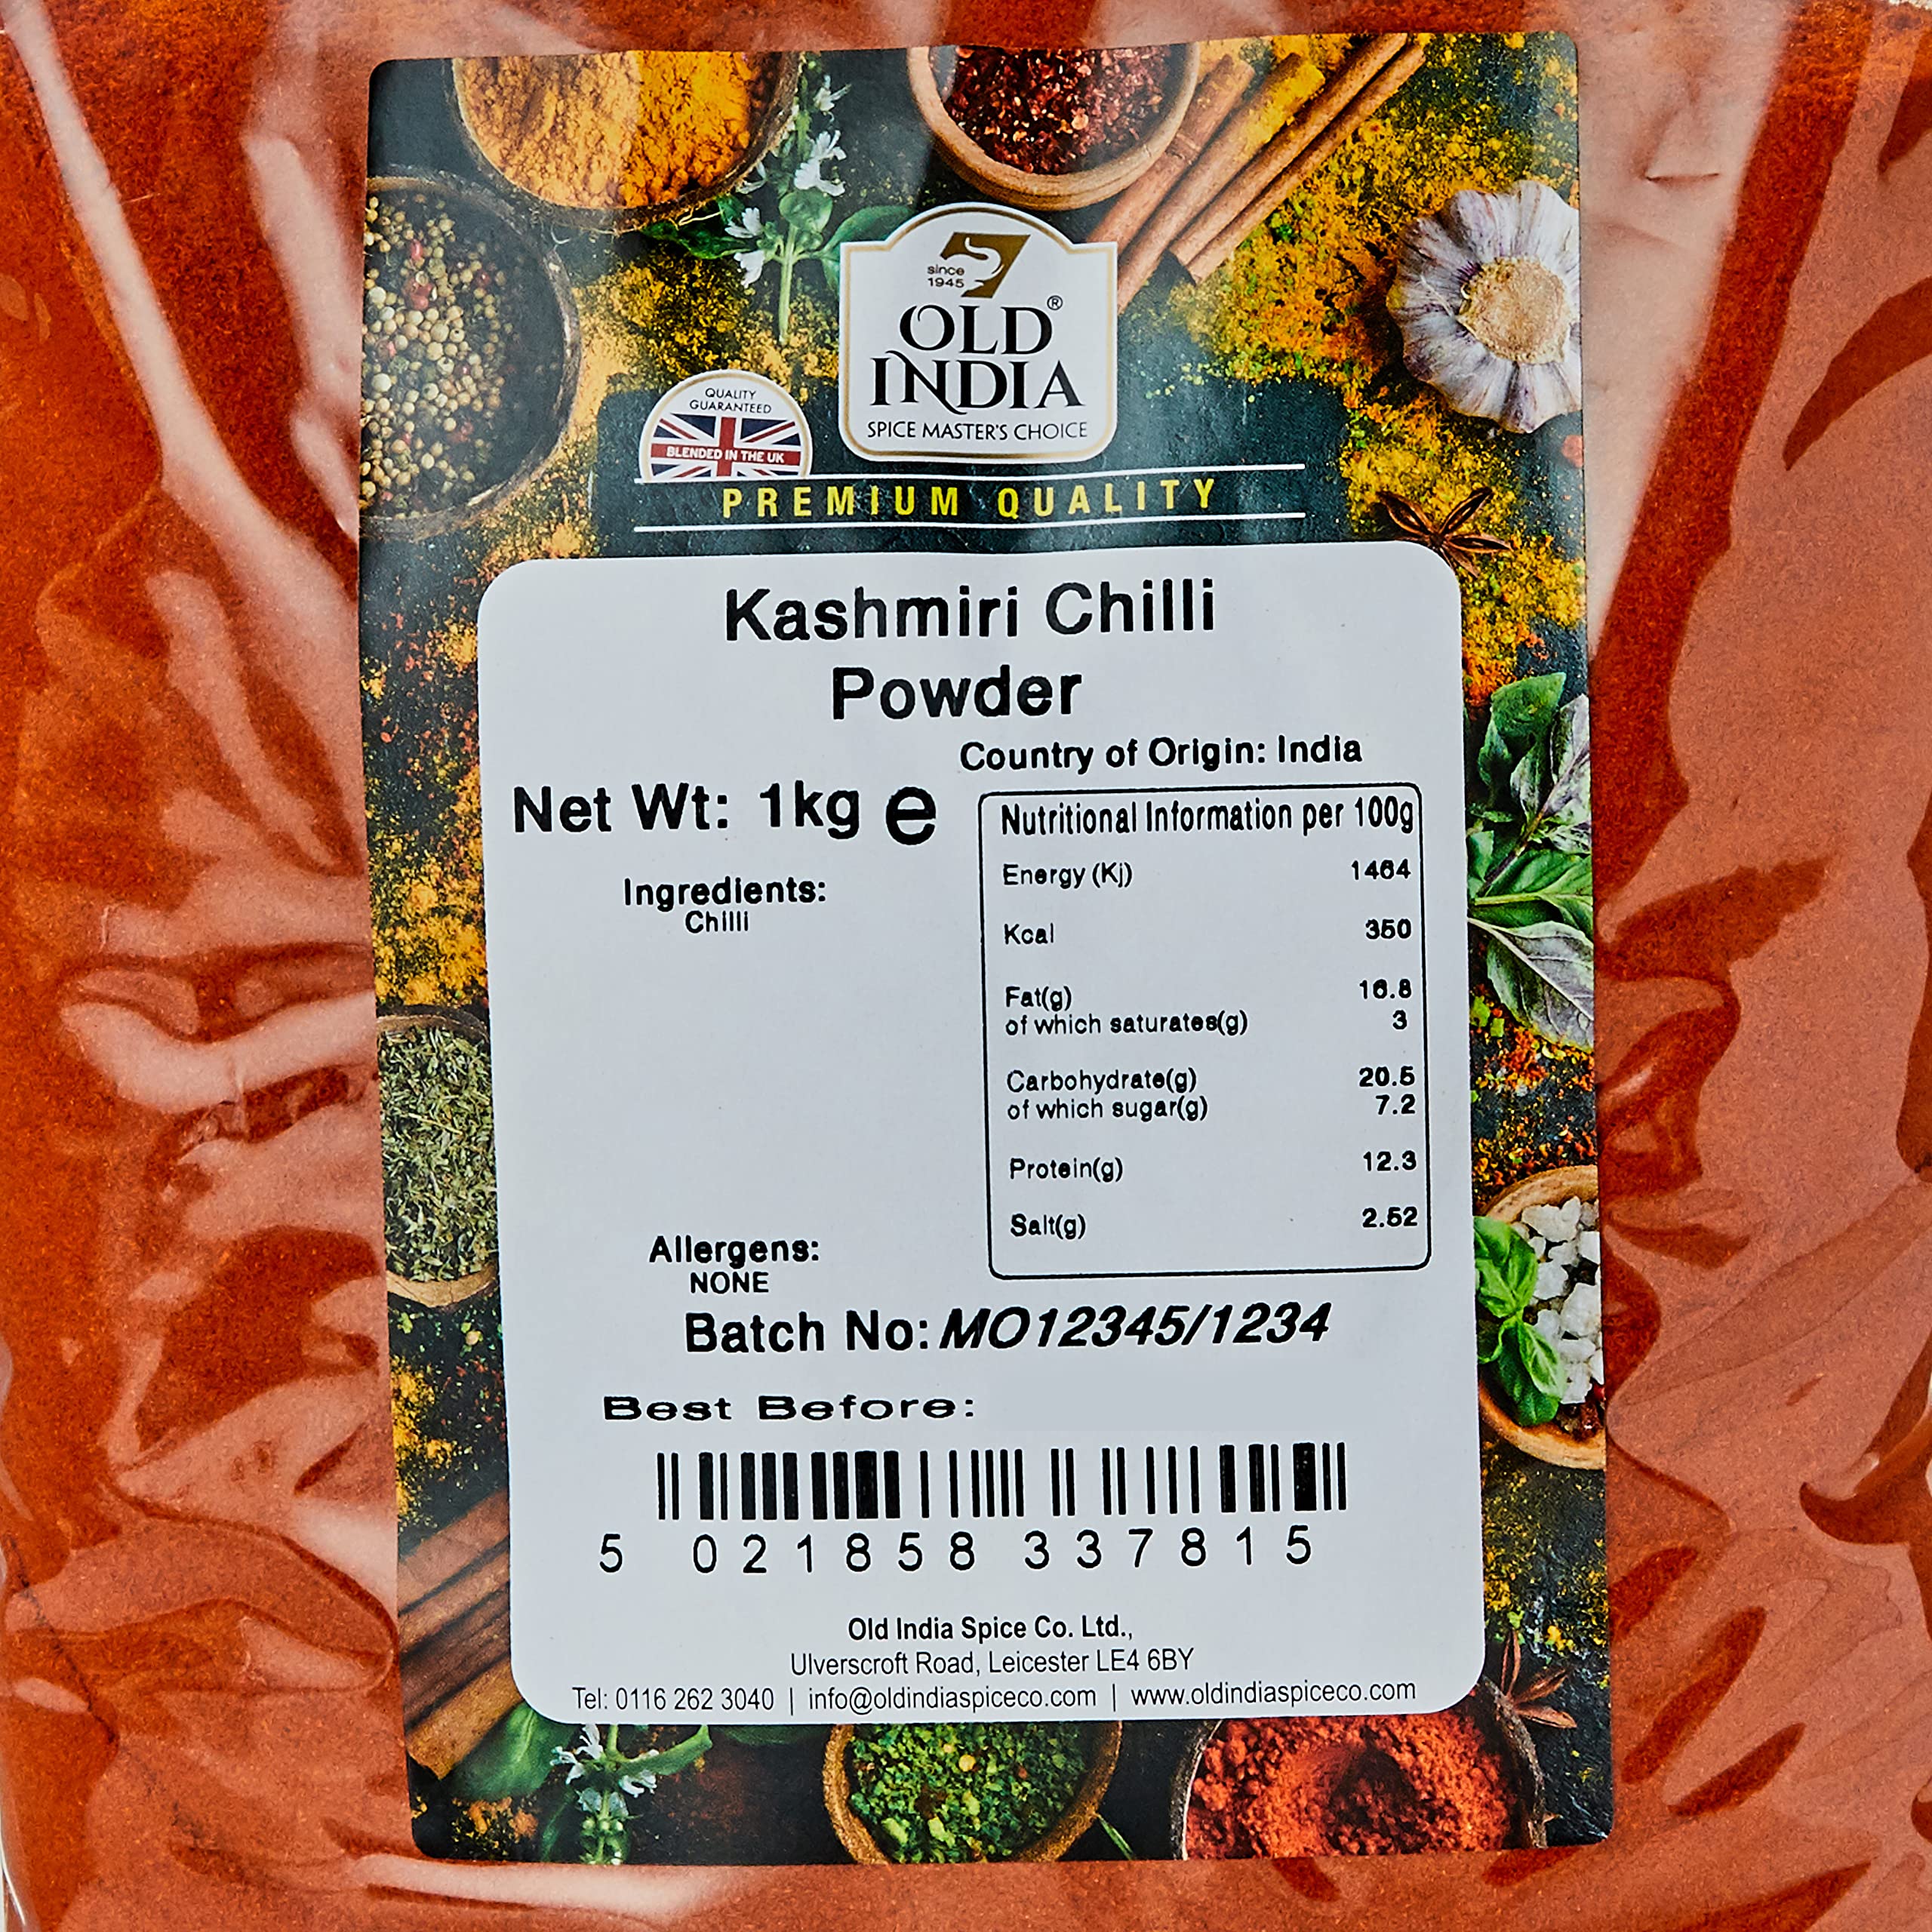 since
1945
OLD®
INDIA
SPICE MASTER'S CHOICE
QUALITY
GUARANTEED
BLENDED IN THE UK
PREMIUM QUALITY
Kashmiri Chilli
Powder
Country of Origin: India
Net Wt: 1kg e
Ingredients:
Chilli
Nutritional Information per 100g
Energy (Kj) 1464
Kcal 350
Fat(g) 16.8
of which saturates(g) 3
Carbohydrate(g) 20.5
of which sugar(g) 7.2
Protein(g) 12.3
Salt(g) 2.52
Allergens:
NONE
Batch No: MO12345/1234
Best Before:
5 021858 337815
Old India Spice Co. Ltd.,
Ulverscroft Road, Leicester LE4 6BY
Tel: 0116 262 3040 | info@oldindiaspiceco.com | www.oldindiaspiceco.com